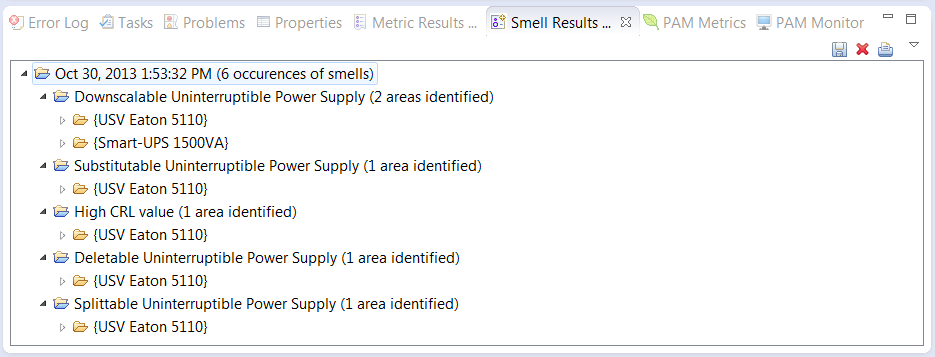 Error Log Tasks Problems Properties Metric Results ... Smell Results ... PAM Metrics PAM Monitor
Oct 30, 2013 1:53:32 PM (6 occurences of smells)
Downscalable Uninterruptible Power Supply (2 areas identified)
{USV Eaton 5110}
{Smart-UPS 1500VA}
Substitutable Uninterruptible Power Supply (1 area identified)
{USV Eaton 5110}
High CRL value (1 area identified)
{USV Eaton 5110}
Deletable Uninterruptible Power Supply (1 area identified)
{USV Eaton 5110}
Splittable Uninterruptible Power Supply (1 area identified)
{USV Eaton 5110}